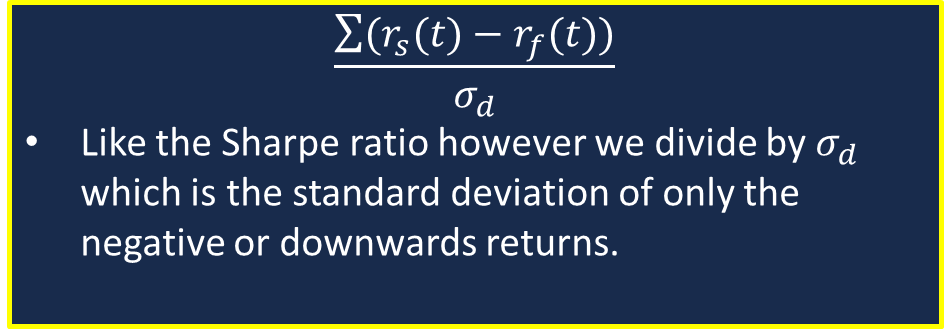 ∑(rₛ(t) − r_f(t))
σ_d
• Like the Sharpe ratio however we divide by σ_d
which is the standard deviation of only the
negative or downwards returns.